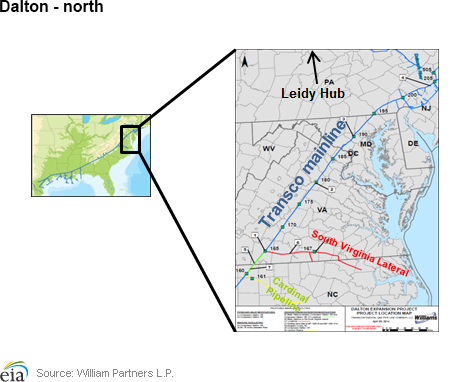 Dalton - north
PA
Leidy Hub
505
205
200
NJ
195
190
MD
DE
WV
185
DC
Transco mainline
180
VA
175
170
South Virginia Lateral
165
167
160
161
Cardinal Pipeline
NC
DALTON EXPANSION PROJECT
PROJECT LOCATION MAP
Williams
eia
Source: William Partners L.P.